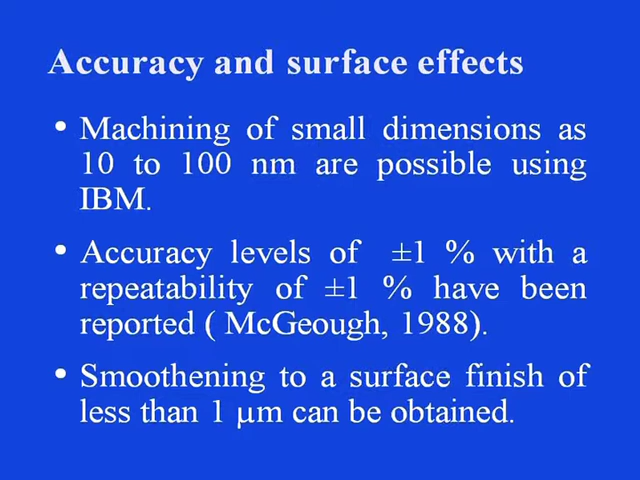 Accuracy and surface effects
• Machining of small dimensions as
10 to 100 nm are possible using
IBM.
• Accuracy levels of ±1 % with a
repeatability of ±1 % have been
reported ( McGeough, 1988).
• Smoothening to a surface finish of
less than 1 μm can be obtained.